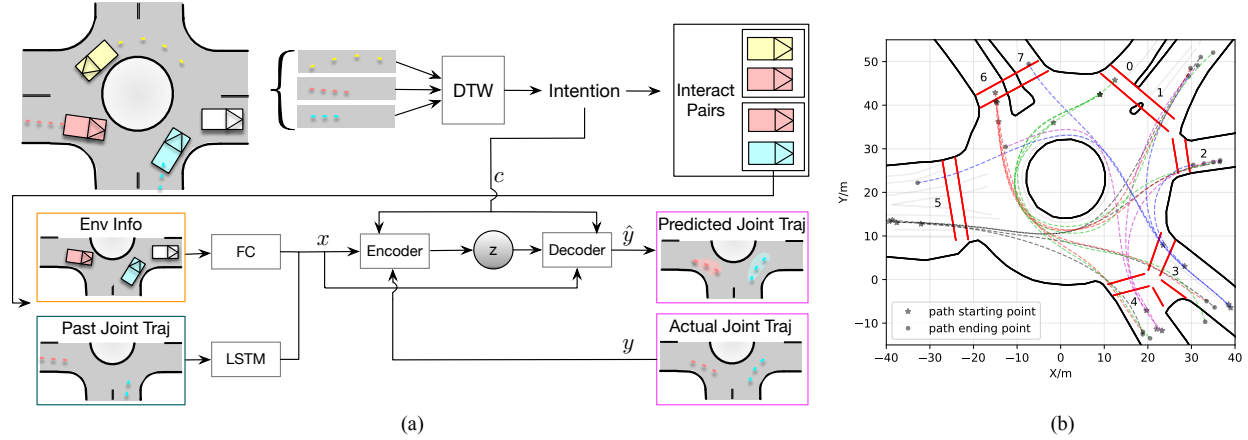 DTW
Intention
Interact
Pairs
c
Env Info
FC
x
Encoder
z
Decoder
ŷ
Predicted Joint Traj
Past Joint Traj
LSTM
y
Actual Joint Traj
(a)
Y/m
50
40
30
20
10
0
−10
−40 −30 −20 −10 0 10 20 30 40
X/m
0
1
2
3
4
5
6
7
path starting point
path ending point
(b)